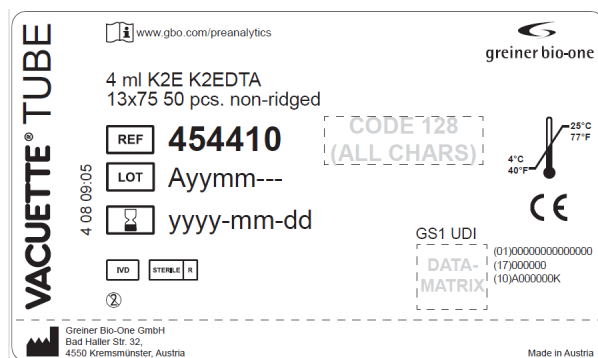 VACUETTE® TUBE
www.gbo.com/preanalytics
greiner bio-one
4 ml K2E K2EDTA
13x75 50 pcs. non-ridged
REF 454410
CODE 128
(ALL CHARS)
25°C
77°F
4°C
40°F
LOT Ayymm---
4 08 09:05
yyyy-mm-dd
CE
GS1 UDI
DATA-
MATRIX
(01)00000000000000
(17)000000
(10)A000000K
IVD STERILE R
2
Greiner Bio-One GmbH
Bad Haller Str. 32,
4550 Kremsmünster, Austria
Made in Austria